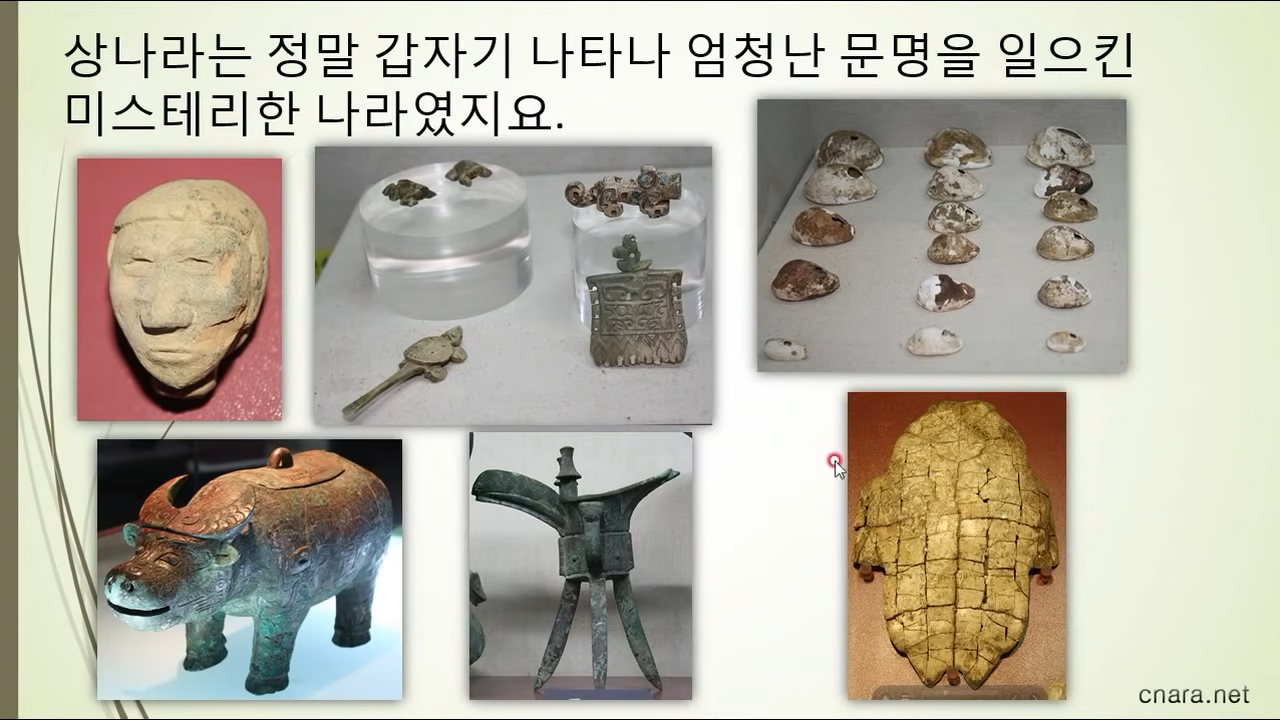 상나라는 정말 갑자기 나타나 엄청난 문명을 일으킨
미스테리한 나라였지요.
cnara.net